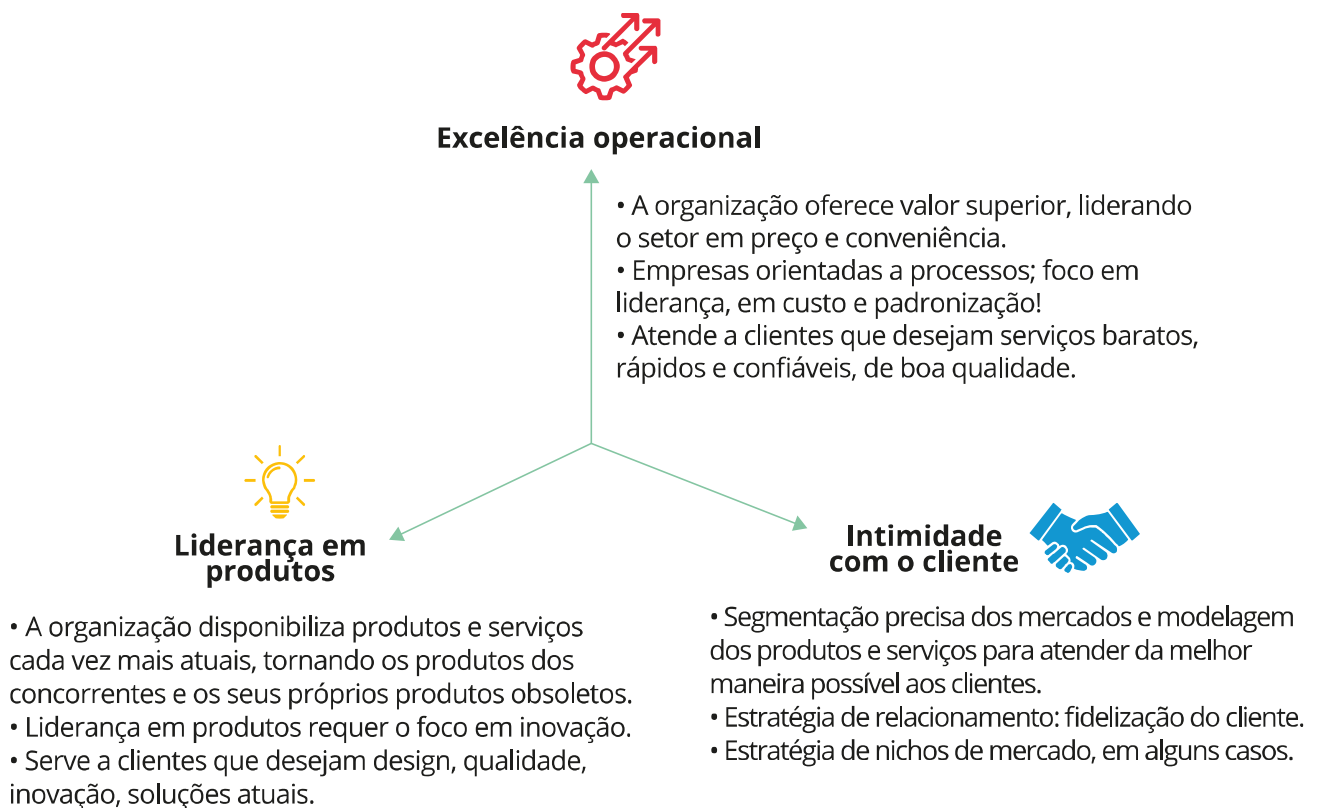 Excelência operacional
• A organização oferece valor superior, liderando
o setor em preço e conveniência.
• Empresas orientadas a processos; foco em
liderança, em custo e padronização!
• Atende a clientes que desejam serviços baratos,
rápidos e confiáveis, de boa qualidade.
Liderança em
produtos
• A organização disponibiliza produtos e serviços
cada vez mais atuais, tornando os produtos dos
concorrentes e os seus próprios produtos obsoletos.
• Liderança em produtos requer o foco em inovação.
• Serve a clientes que desejam design, qualidade,
inovação, soluções atuais.
Intimidade
com o cliente
• Segmentação precisa dos mercados e modelagem
dos produtos e serviços para atender da melhor
maneira possível aos clientes.
• Estratégia de relacionamento: fidelização do cliente.
• Estratégia de nichos de mercado, em alguns casos.